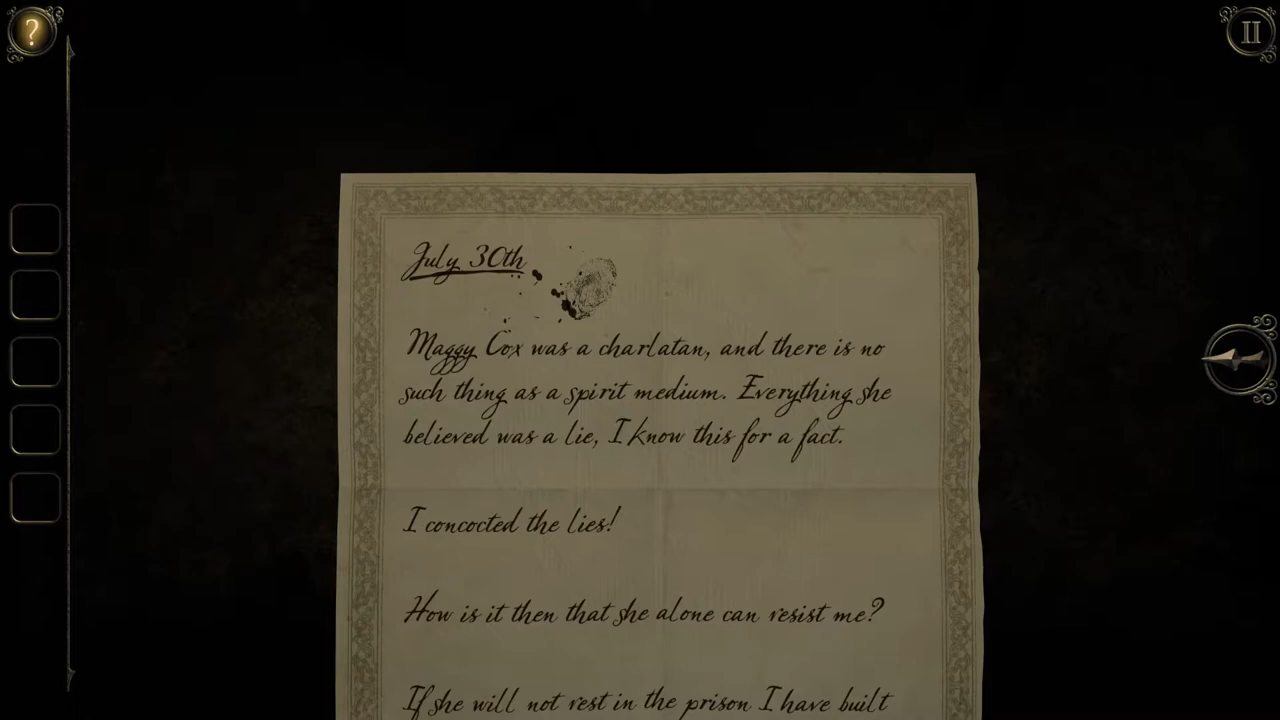 ?
July 30th
Maggy Cox was a charlatan, and there is no
such thing as a spirit medium. Everything she
believed was a lie, I know this for a fact.
I concocted the lies!
How is it then that she alone can resist me?
If she will not rest in the prison I have built